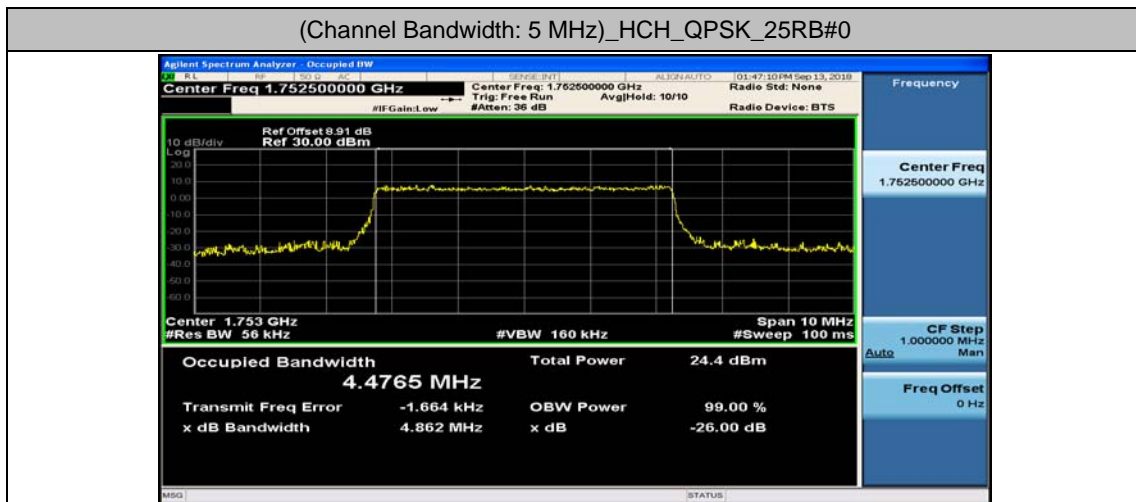 (Channel Bandwidth: 5 MHz)_HCH_QPSK_25RB#0
Agilent Spectrum Analyzer - Occupied BW
RL RF 50 Ω AC SENSE:INT ALIGN AUTO 01:47:10 PM Sep 13, 2018
Center Freq 1.752500000 GHz
Center Freq: 1.752500000 GHz
Radio Std: None
Trig: Free Run Avg|Hold: 10/10
#IFGain:Low #Atten: 36 dB Radio Device: BTS
Ref Offset 8.91 dB
10 dB/div Ref 30.00 dBm
Log
20.0
10.0
0.00
-10.0
-20.0
-30.0
-40.0
-50.0
-60.0
Center 1.753 GHz Span 10 MHz
#Res BW 56 kHz #VBW 160 kHz #Sweep 100 ms
Occupied Bandwidth Total Power 24.4 dBm
4.4765 MHz
Transmit Freq Error -1.664 kHz OBW Power 99.00 %
x dB Bandwidth 4.862 MHz x dB -26.00 dB
MSG STATUS
Frequency
Center Freq
1.752500000 GHz
CF Step
1.000000 MHz
Auto Man
Freq Offset
0 Hz